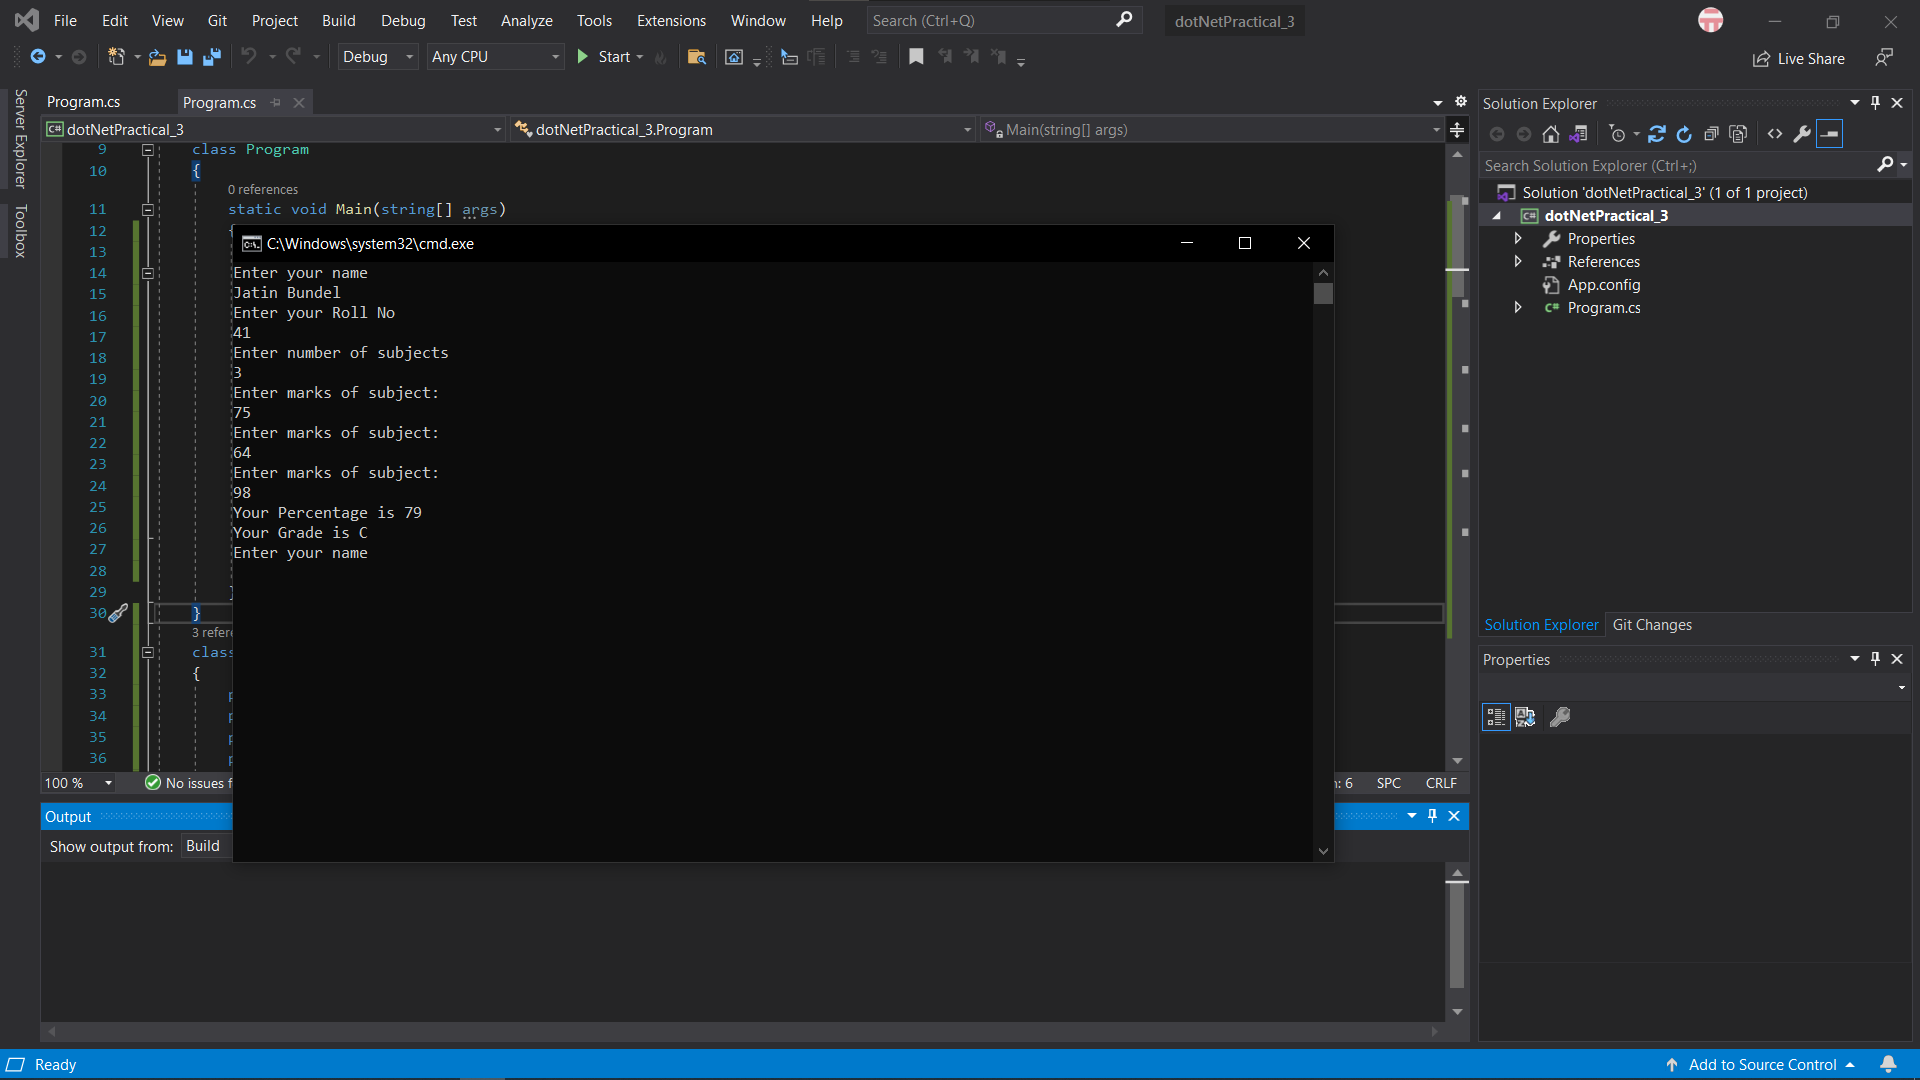 File Edit View Git Project Build Debug Test Analyze Tools Extensions Window Help Search (Ctrl+Q) dotNetPractical_3
Debug Any CPU Start Live Share
Server Explorer
Toolbox
Program.cs Program.cs
C# dotNetPractical_3 dotNetPractical_3.Program Main(string[] args)
9 class Program
10 {
0 references
11 static void Main(string[] args)
12
13
14
15
16
17
18
19
20
21
22
23
24
25
26
27
28
29
30 }
3 refere
31 class
32 {
33
34
35
36
100 % No issues f
: 6 SPC CRLF
C:\Windows\system32\cmd.exe
Enter your name
Jatin Bundel
Enter your Roll No
41
Enter number of subjects
3
Enter marks of subject:
75
Enter marks of subject:
64
Enter marks of subject:
98
Your Percentage is 79
Your Grade is C
Enter your name
Output
Show output from: Build
Solution Explorer
Search Solution Explorer (Ctrl+;)
Solution 'dotNetPractical_3' (1 of 1 project)
C# dotNetPractical_3
Properties
References
App.config
C# Program.cs
Solution Explorer Git Changes
Properties
Ready Add to Source Control